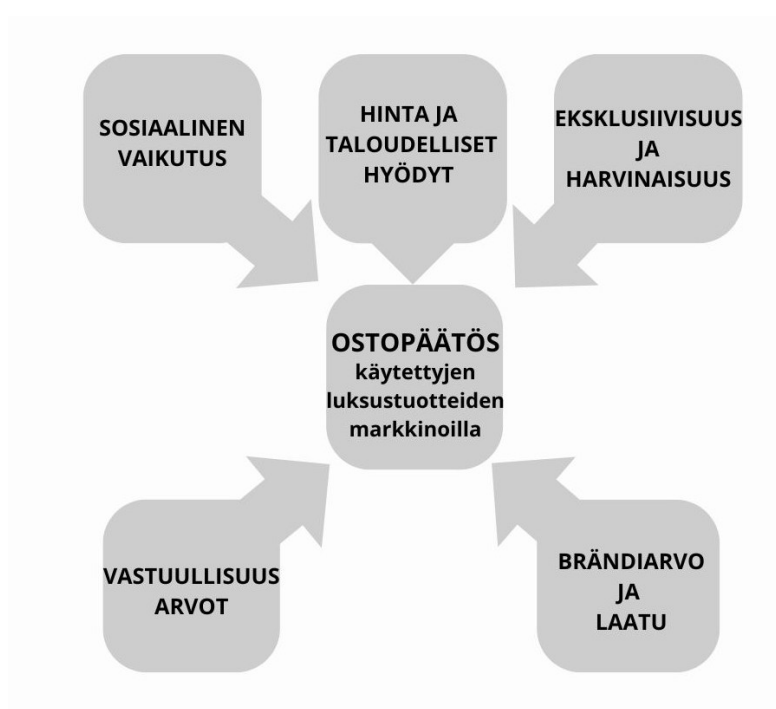 SOSIAALINEN
VAIKUTUS
HINTA JA
TALOUDELLISET
HYÖDYT
EKSKLUSIIVISUUS
JA
HARVINAISUUS
OSTOPÄÄTÖS
käytettyjen
luksustuotteiden
markkinoilla
VASTUULLISUUS
ARVOT
BRÄNDIARVO
JA
LAATU